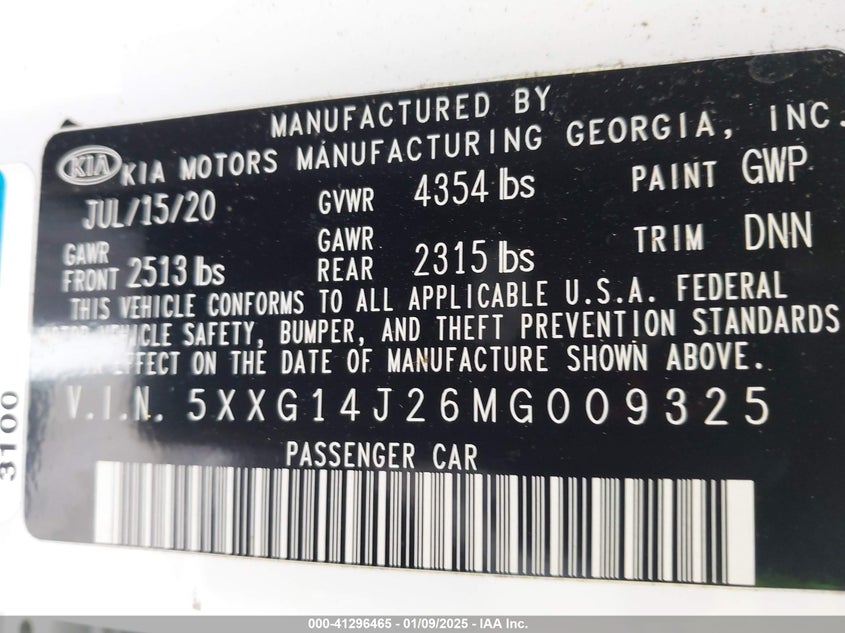 MANUFACTURED BY
KIA KIA MOTORS MANUFACTURING GEORGIA, INC.
JUL/15/20 GVWR 4354 lbs PAINT GWP
GAWR FRONT 2513 lbs GAWR REAR 2315 lbs TRIM DNN
THIS VEHICLE CONFORMS TO ALL APPLICABLE U.S.A. FEDERAL
MOTOR VEHICLE SAFETY, BUMPER, AND THEFT PREVENTION STANDARDS
IN EFFECT ON THE DATE OF MANUFACTURE SHOWN ABOVE.
V.I.N. 5XXG14J26MG009325
PASSENGER CAR
3100
000-41296465 - 01/09/2025 - IAA Inc.